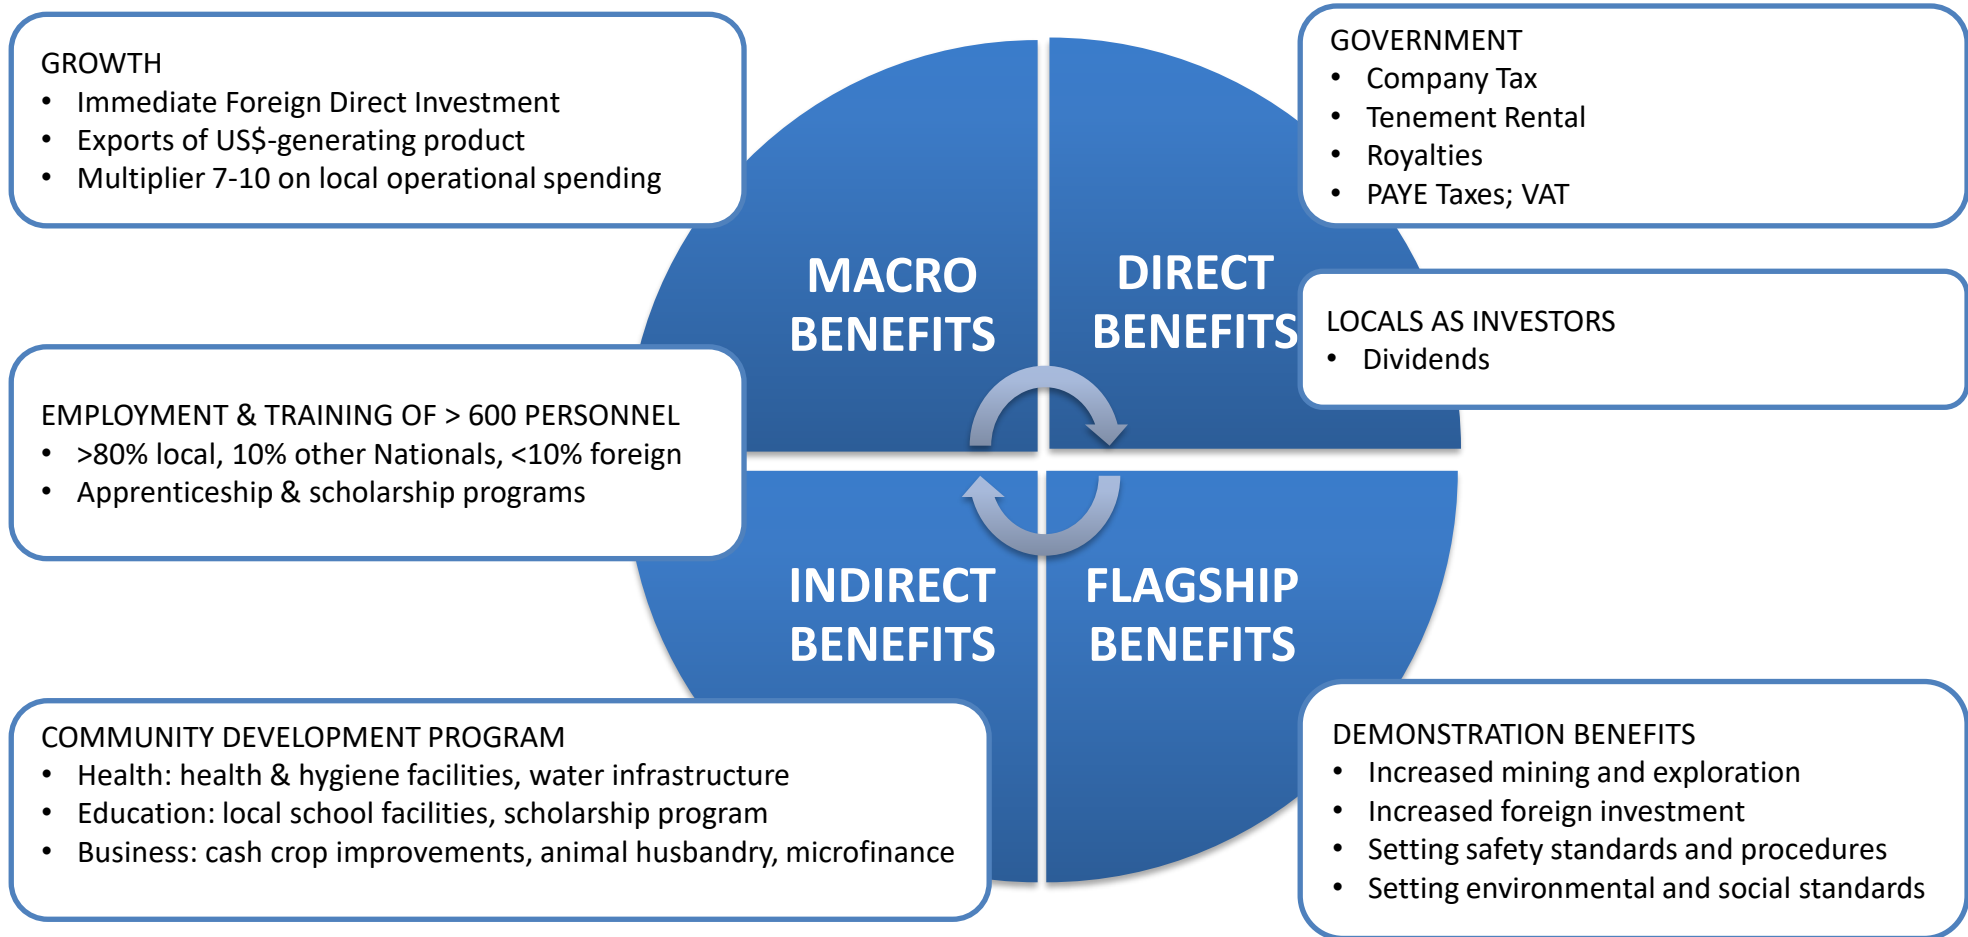 GROWTH
• Immediate Foreign Direct Investment
• Exports of US$-generating product
• Multiplier 7-10 on local operational spending
EMPLOYMENT & TRAINING OF > 600 PERSONNEL
• >80% local, 10% other Nationals, <10% foreign
• Apprenticeship & scholarship programs
COMMUNITY DEVELOPMENT PROGRAM
• Health: health & hygiene facilities, water infrastructure
• Education: local school facilities, scholarship program
• Business: cash crop improvements, animal husbandry, microfinance
MACRO
BENEFITS
DIRECT
BENEFITS
INDIRECT
BENEFITS
FLAGSHIP
BENEFITS
GOVERNMENT
• Company Tax
• Tenement Rental
• Royalties
• PAYE Taxes; VAT
LOCALS AS INVESTORS
• Dividends
DEMONSTRATION BENEFITS
• Increased mining and exploration
• Increased foreign investment
• Setting safety standards and procedures
• Setting environmental and social standards